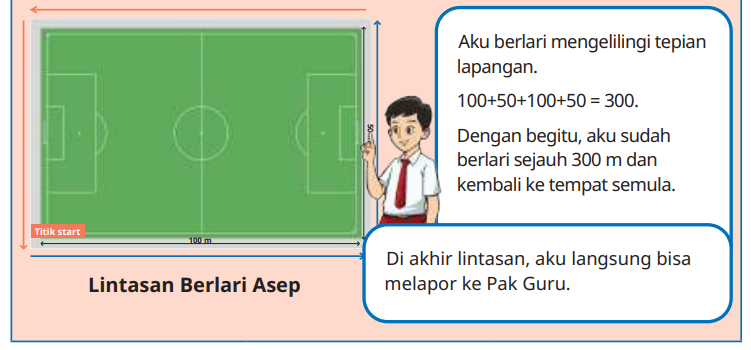 Aku berlari mengelilingi tepian
lapangan.
100+50+100+50 = 300.
Dengan begitu, aku sudah
berlari sejauh 300 m dan
kembali ke tempat semula.
Titik start
100 m
Lintasan Berlari Asep
Di akhir lintasan, aku langsung bisa
melapor ke Pak Guru.